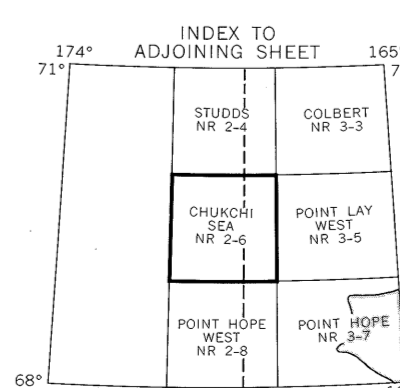 INDEX TO
ADJOINING SHEET
174°
165
71°
7
STUDDS
NR 2-4
COLBERT
NR 3-3
CHUKCHI
SEA
NR 2-6
POINT LAY
WEST
NR 3-5
POINT HOPE
WEST
NR 2-8
POINT HOPE
NR 3-7
68°